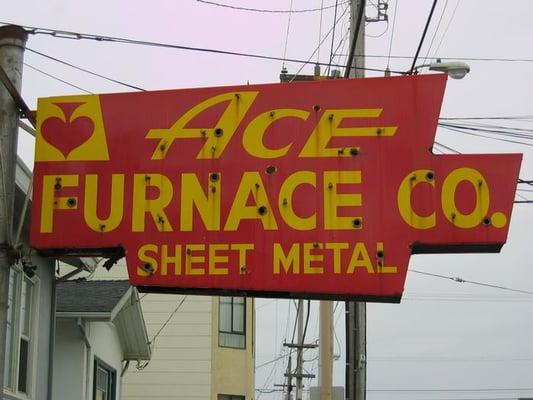 ACE
FURNACE CO.
SHEET METAL